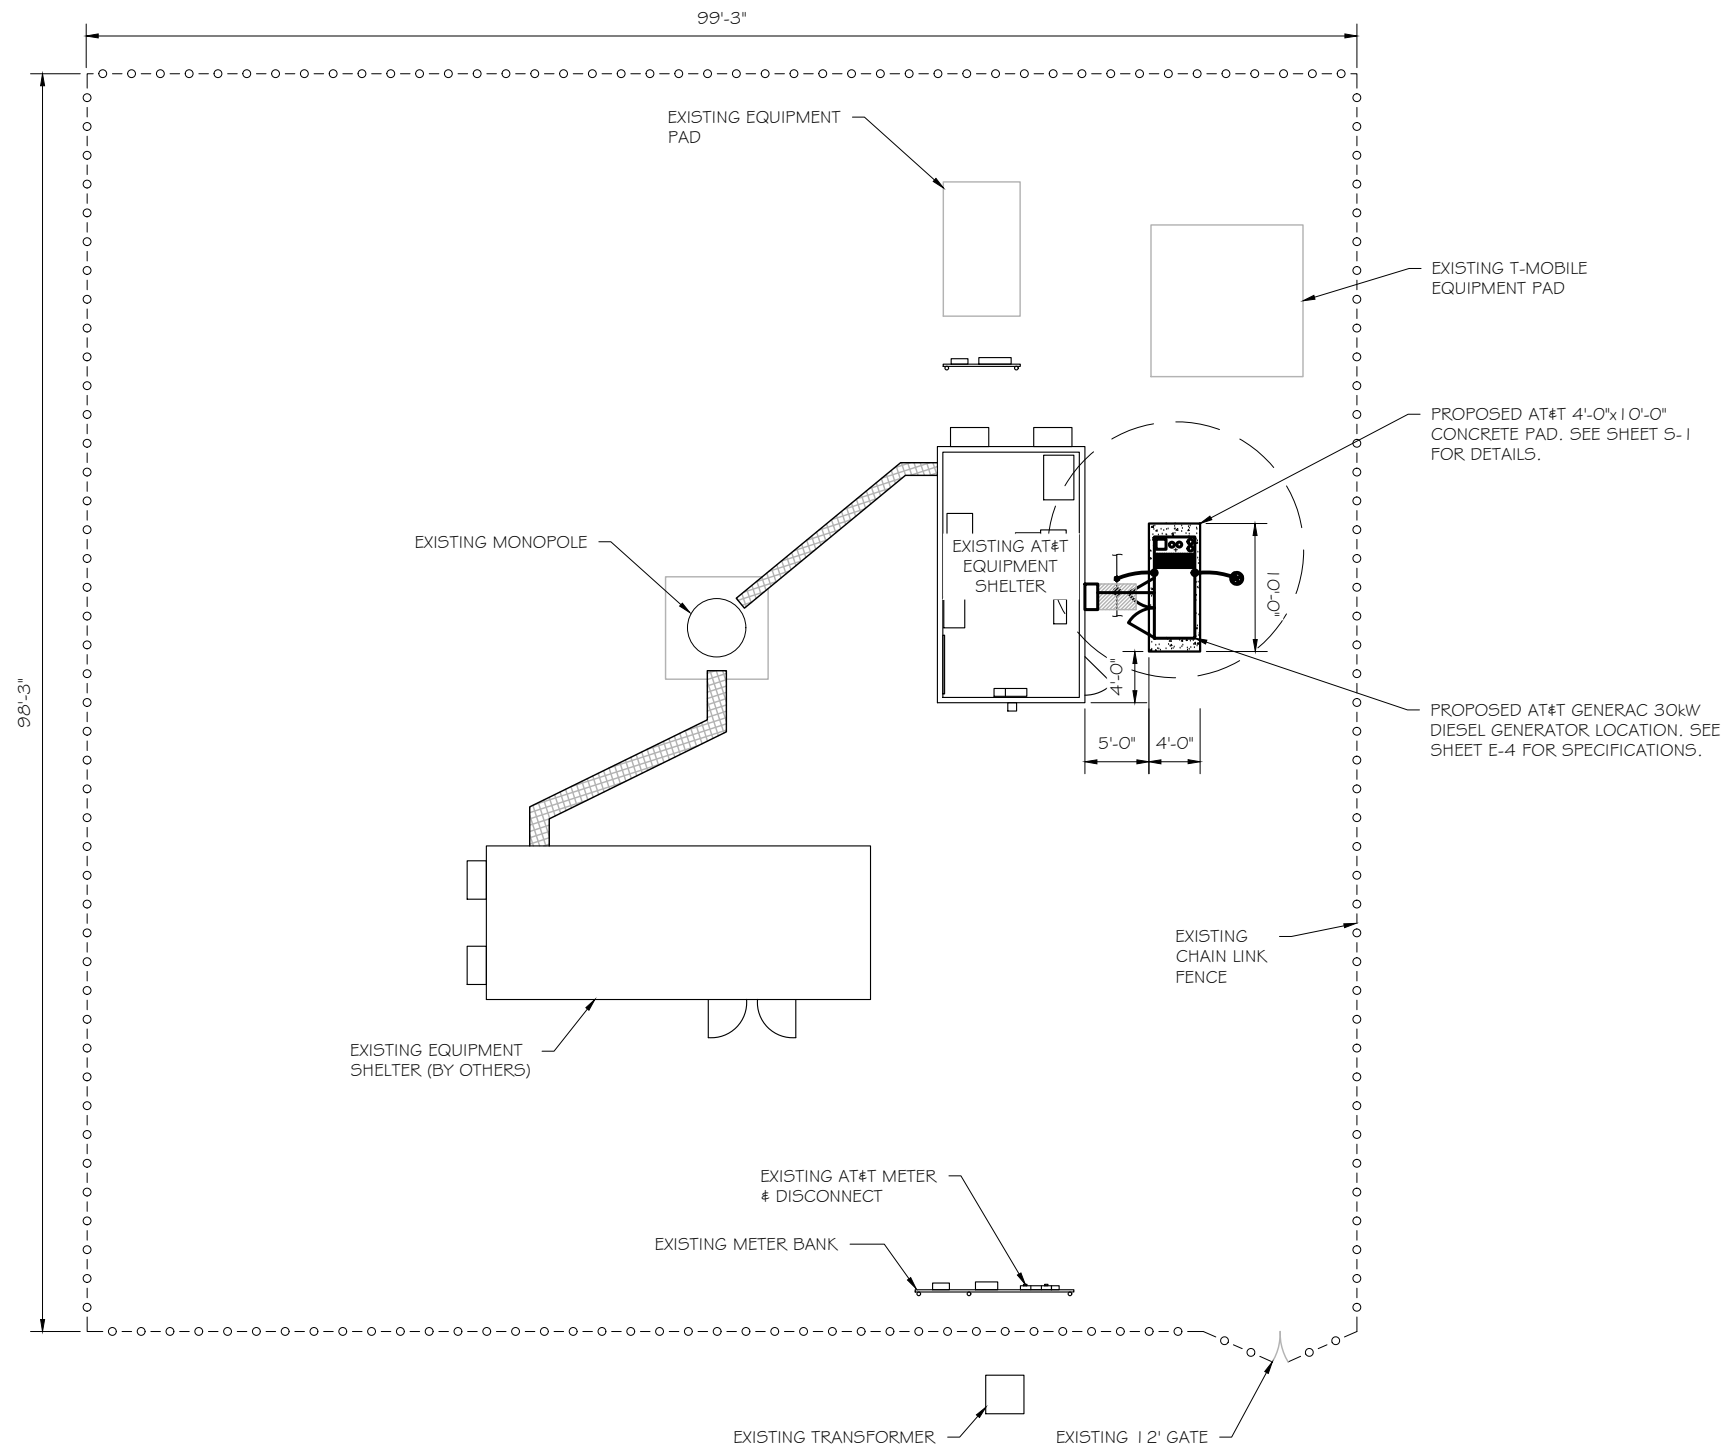 99'-3"
EXISTING EQUIPMENT
PAD
EXISTING T-MOBILE
EQUIPMENT PAD
PROPOSED AT&T 4'-0"x10'-0"
CONCRETE PAD. SEE SHEET S-1
FOR DETAILS.
EXISTING MONOPOLE
EXISTING AT&T
EQUIPMENT
SHELTER
10'-0"
4'-0"
98'-3"
PROPOSED AT&T GENERAC 30kW
DIESEL GENERATOR LOCATION. SEE
SHEET E-4 FOR SPECIFICATIONS.
5'-0"
4'-0"
EXISTING
CHAIN LINK
FENCE
EXISTING EQUIPMENT
SHELTER (BY OTHERS)
EXISTING AT&T METER
& DISCONNECT
EXISTING METER BANK
EXISTING TRANSFORMER
EXISTING 12' GATE